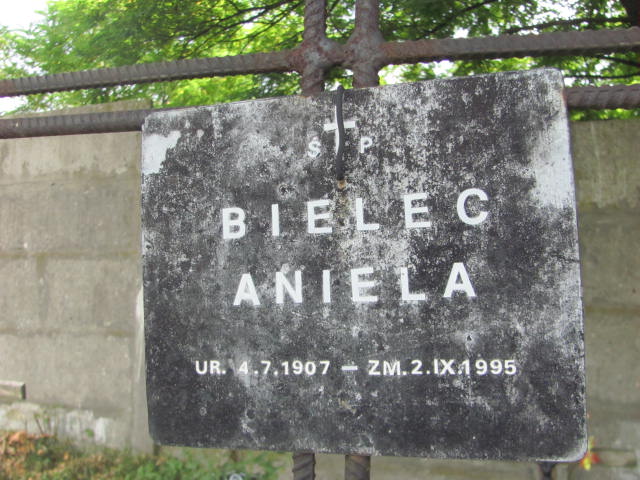 Ś P
BIELEC
ANIELA
UR. 4.7.1907 – ZM.2.IX.1995